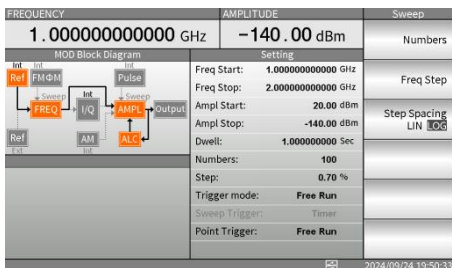 FREQUENCY
1.000000000000 GHz
AMPLITUDE
-140.00 dBm
MOD Block Diagram
Int
Int
Int
Ref
FMΦM
Pulse
Sweep
Int
Sweep
FREQ
I/Q
AMPL
Output
Ref
AM
ALC
Ext
Int
Setting
Freq Start: 1.000000000000 GHz
Freq Stop: 2.000000000000 GHz
Ampl Start: 20.00 dBm
Ampl Stop: -140.00 dBm
Dwell: 1.000000000 Sec
Numbers: 100
Step: 0.70 %
Trigger mode: Free Run
Sweep Trigger: Timer
Point Trigger: Free Run
Sweep
Numbers
Freq Step
Step Spacing
LIN LOG
2024/09/24 19:50:33